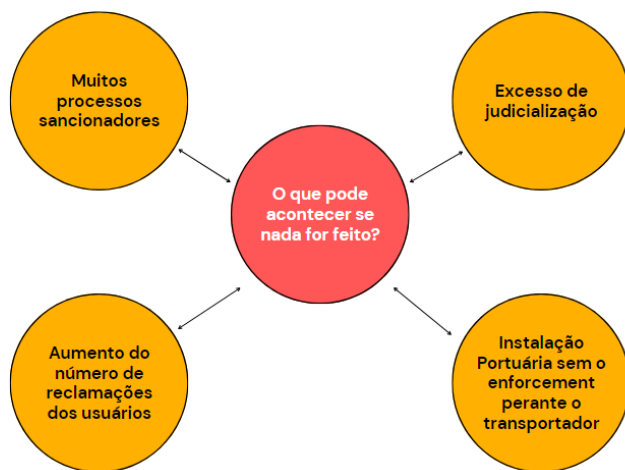 Muitos
processos
sancionadores
Excesso de
judicialização
O que pode
acontecer se
nada for feito?
Aumento do
número de
reclamações
dos usuários
Instalação
Portuária sem o
enforcement
perante o
transportador